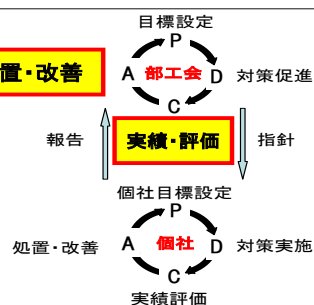 目標設定
P
置・改善
A 部工会 D 対策促進
C
報告 実績・評価 指針
個社目標設定
P
処置・改善 A 個社 D 対策実施
C
実績評価